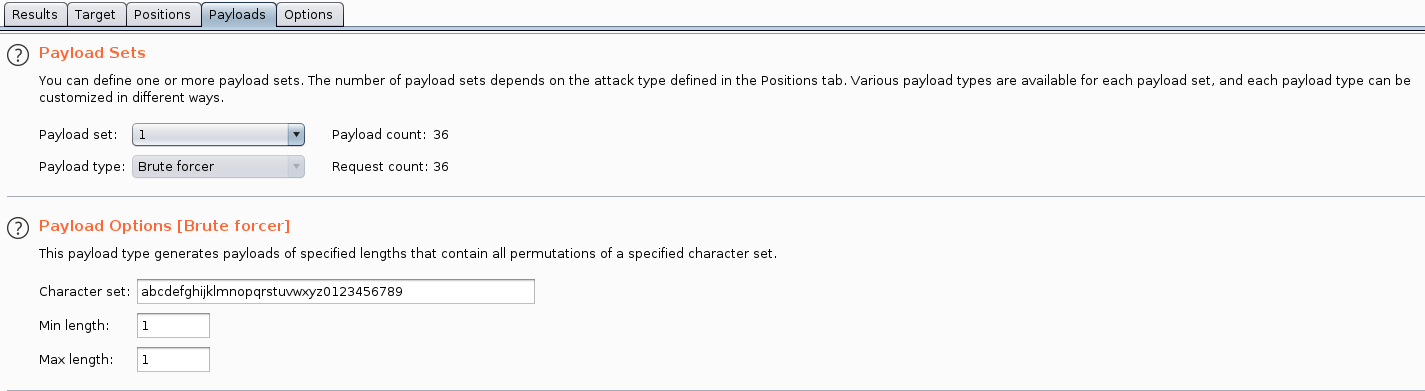 Results Target Positions Payloads Options
? Payload Sets
You can define one or more payload sets. The number of payload sets depends on the attack type defined in the Positions tab. Various payload types are available for each payload set, and each payload type can be
customized in different ways.
Payload set: 1 Payload count: 36
Payload type: Brute forcer Request count: 36
? Payload Options [Brute forcer]
This payload type generates payloads of specified lengths that contain all permutations of a specified character set.
Character set: abcdefghijklmnopqrstuvwxyz0123456789
Min length: 1
Max length: 1